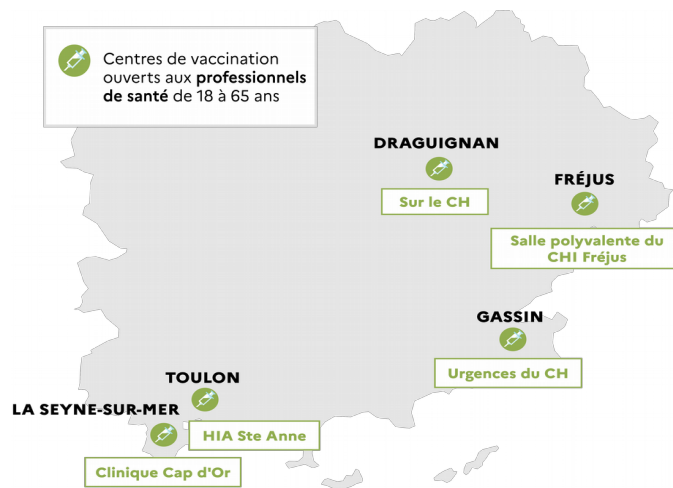 Centres de vaccination
ouverts aux professionnels
de santé de 18 à 65 ans
DRAGUIGNAN
Sur le CH
FRÉJUS
Salle polyvalente du
CHI Fréjus
GASSIN
Urgences du CH
TOULON
HIA Ste Anne
LA SEYNE-SUR-MER
Clinique Cap d'Or